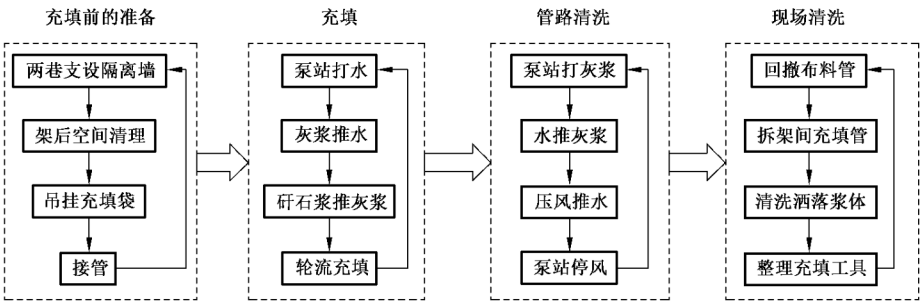 充填前的准备
两巷支设隔离墙
架后空间清理
吊挂充填袋
接管
充填
泵站打水
灰浆推水
矸石浆推灰浆
轮流充填
管路清洗
泵站打灰浆
水推灰浆
压风推水
泵站停风
现场清洗
回撤布料管
拆架间充填管
清洗洒落浆体
整理充填工具